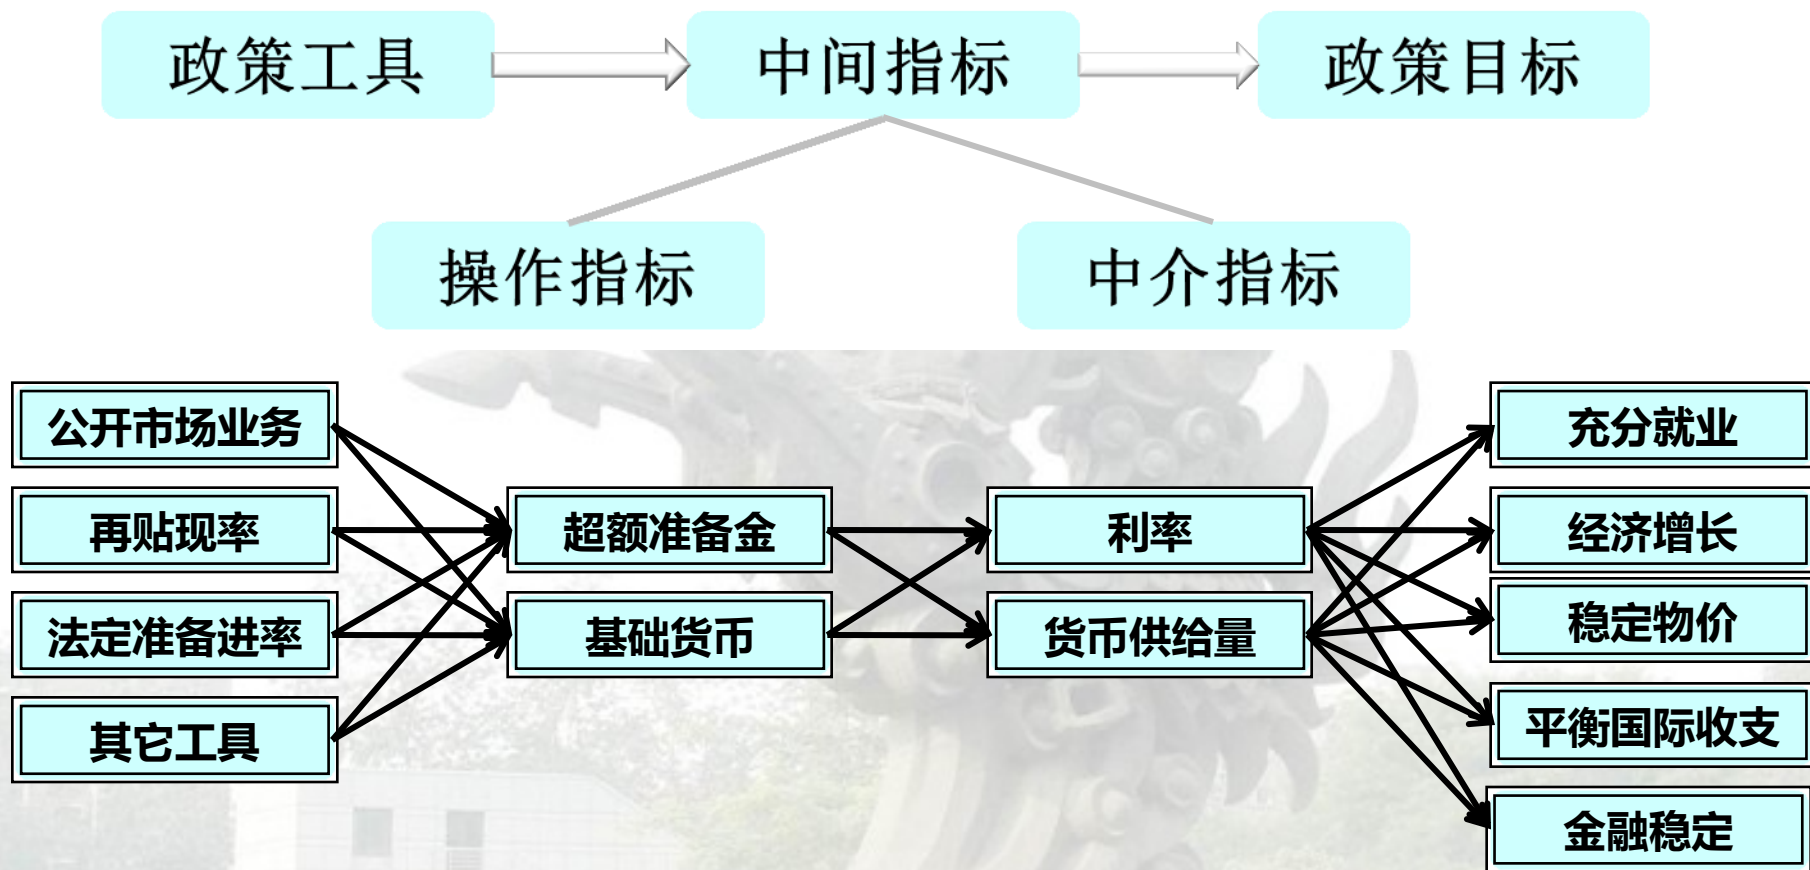 政策工具
中间指标
政策目标
操作指标
中介指标
公开市场业务
充分就业
再贴现率
超额准备金
利率
经济增长
法定准备进率
基础货币
货币供给量
稳定物价
其它工具
平衡国际收支
金融稳定